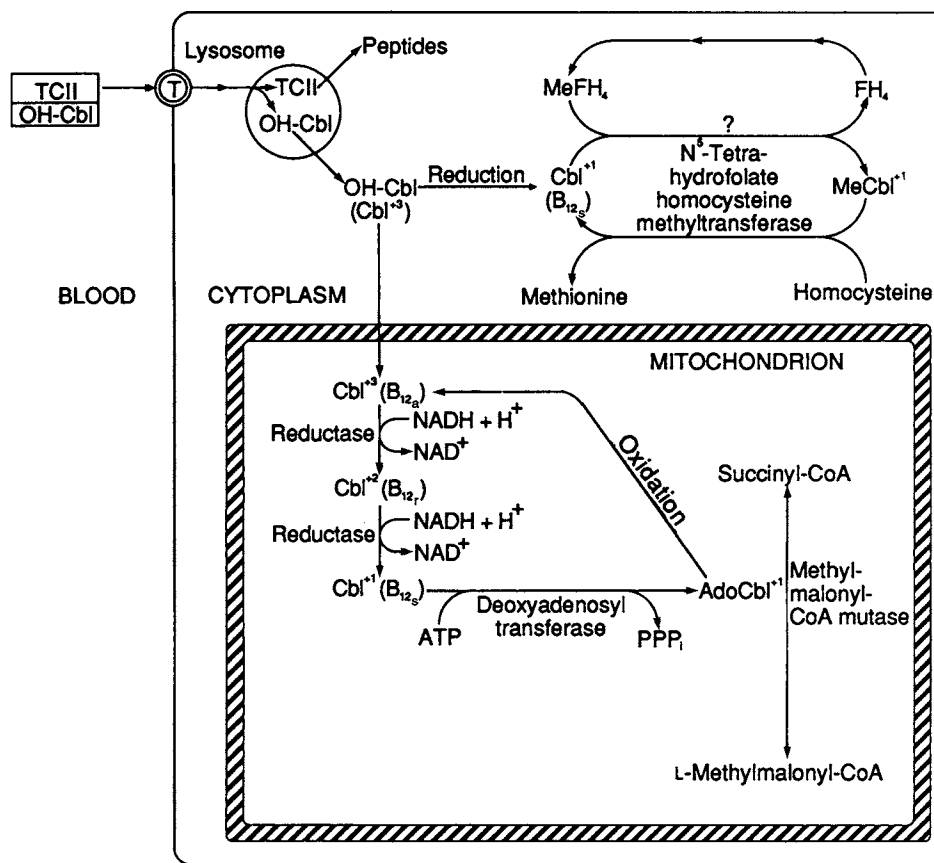 Lysosome
Peptides
TCII
OH-Cbl
T
TCII
OH-Cbl
MeFH₄
FH₄
?
N⁵-Tetra-
hydrofolate
homocysteine
methyltransferase
OH-Cbl
(Cbl⁺³)
Reduction
Cbl⁺¹
(B₁₂ₛ)
MeCbl⁺¹
Methionine
Homocysteine
BLOOD
CYTOPLASM
MITOCHONDRION
Cbl⁺³(B₁₂ₐ)
Reductase
NADH + H⁺
NAD⁺
Cbl⁺²(B₁₂ᵣ)
Reductase
NADH + H⁺
NAD⁺
Cbl⁺¹(B₁₂ₛ)
ATP
Deoxyadenosyl
transferase
PPPᵢ
AdoCbl⁺¹
Oxidation
Succinyl-CoA
Methyl-
malonyl-
CoA mutase
L-Methylmalonyl-CoA